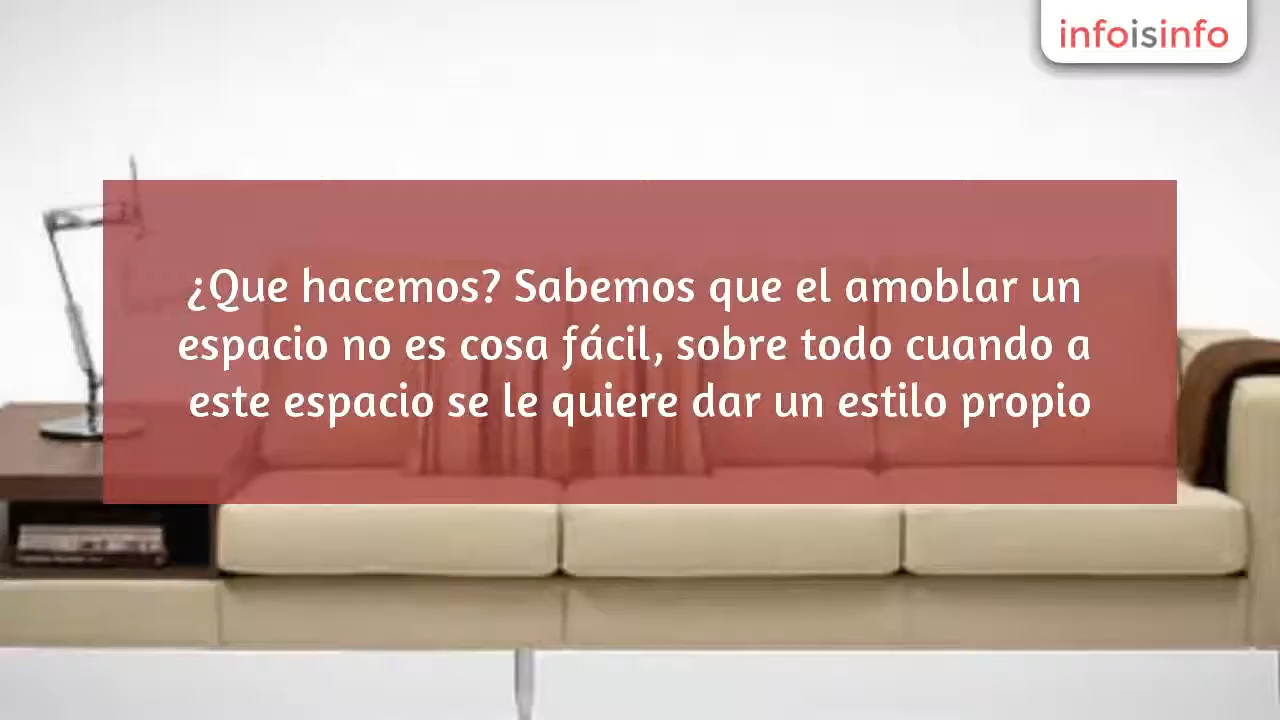 infoisinfo
¿Que hacemos? Sabemos que el amoblar un
espacio no es cosa fácil, sobre todo cuando a
este espacio se le quiere dar un estilo propio